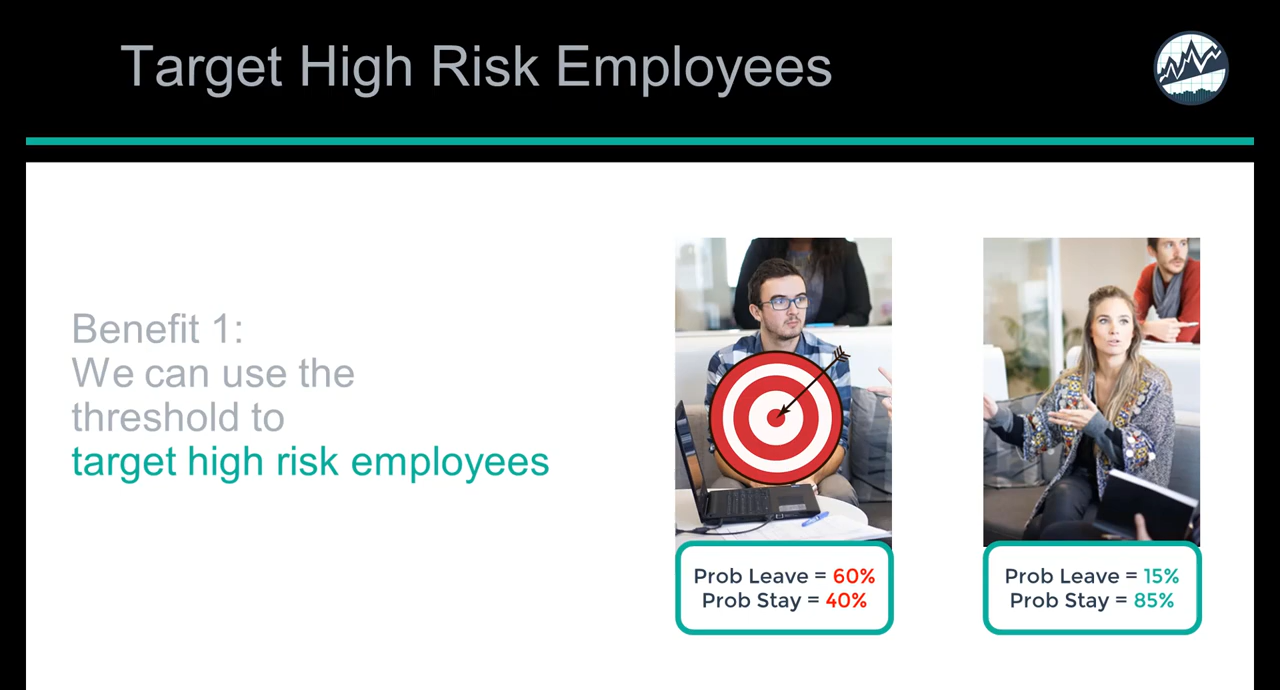 Target High Risk Employees
Benefit 1:
We can use the
threshold to
target high risk employees
Prob Leave = 60%
Prob Stay = 40%
Prob Leave = 15%
Prob Stay = 85%